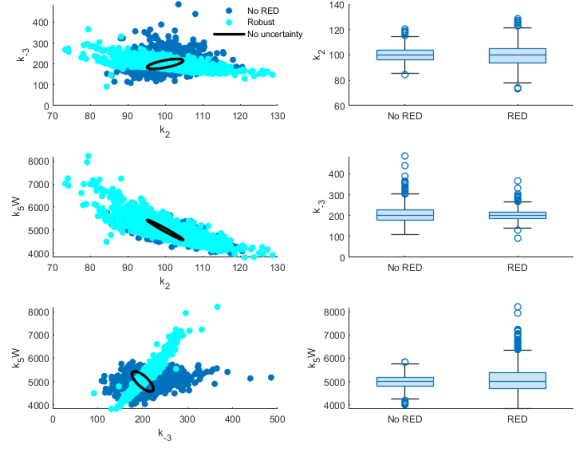 No RED
Robust
No uncertainty
400
300
200
100
0
k-3
70 80 90 100 110 120 130
k2
140
120
100
80
60
k2
No RED RED
8000
7000
6000
5000
4000
k5W
70 80 90 100 110 120 130
k2
400
300
200
100
0
k-3
No RED RED
8000
7000
6000
5000
4000
k5W
0 100 200 300 400 500
k-3
8000
7000
6000
5000
4000
k5W
No RED RED